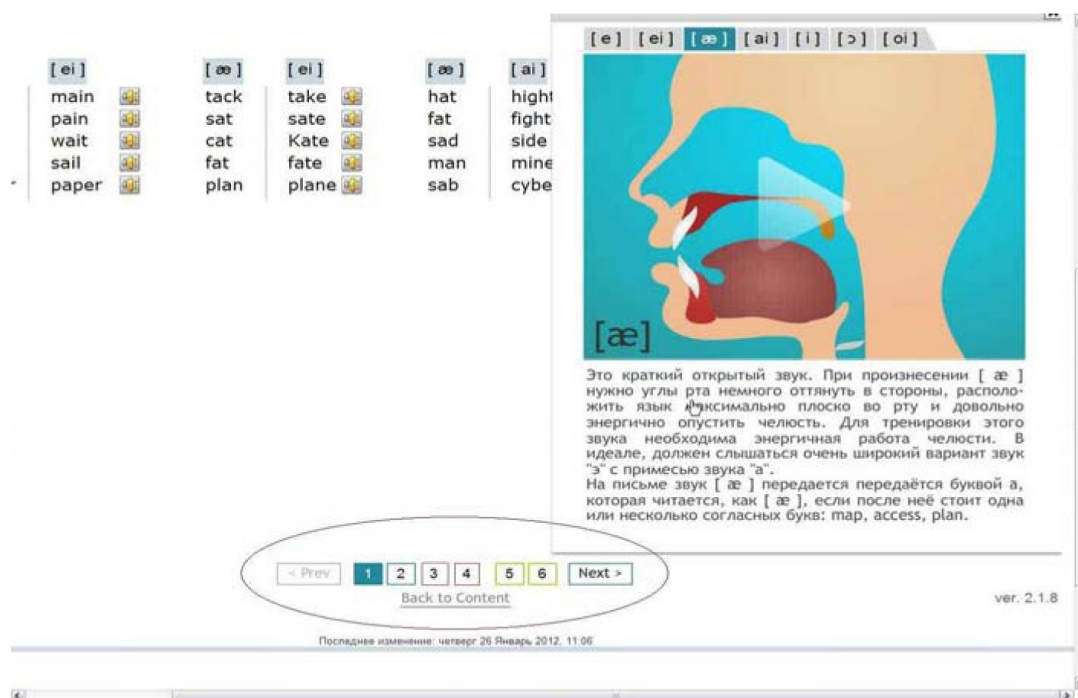 [e] [ei] [æ] [ai] [i] [ɔ] [oi]
[ei] [æ] [ei] [æ] [ai]
main tack take hat hight
pain sat sate fat fight
wait cat Kate sad side
sail fat fate man mine
paper plan plane sab cybe
[æ]
Это краткий открытый звук. При произнесении [ æ ]
нужно углы рта немного оттянуть в стороны, располо-
жить язык максимально плоско во рту и довольно
энергично опустить челюсть. Для тренировки этого
звука необходима энергичная работа челюсти. В
идеале, должен слышаться очень широкий вариант звук
"э" с примесью звука "а".
На письме звук [ æ ] передается передаётся буквой а,
которая читается, как [ æ ], если после неё стоит одна
или несколько согласных букв: map, access, plan.
< Prev 1 2 3 4 5 6 Next >
Back to Content
ver. 2.1.8
Последнее изменение: четверг 26 Январь 2012, 11:06